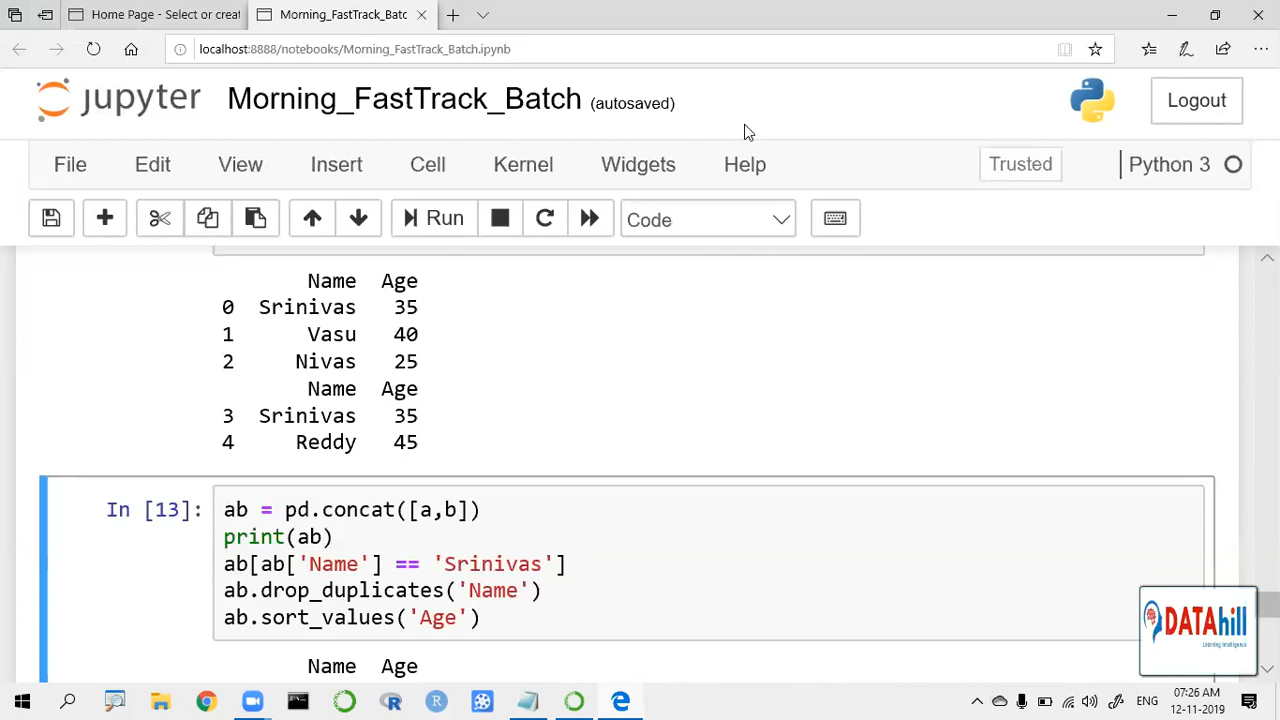 Home Page - Select or creat
Morning_FastTrack_Batc
localhost:8888/notebooks/Morning_FastTrack_Batch.ipynb
jupyter
Morning_FastTrack_Batch (autosaved)
Logout
File Edit View Insert Cell Kernel Widgets Help
Trusted
Python 3
Run
Code
Name Age
0 Srinivas 35
1 Vasu 40
2 Nivas 25
Name Age
3 Srinivas 35
4 Reddy 45
In [13]:
ab = pd.concat([a,b])
print(ab)
ab[ab['Name'] == 'Srinivas']
ab.drop_duplicates('Name')
ab.sort_values('Age')
Name Age
DATAhill
Learning Intelligence
R
R
ENG
07:26 AM
12-11-2019